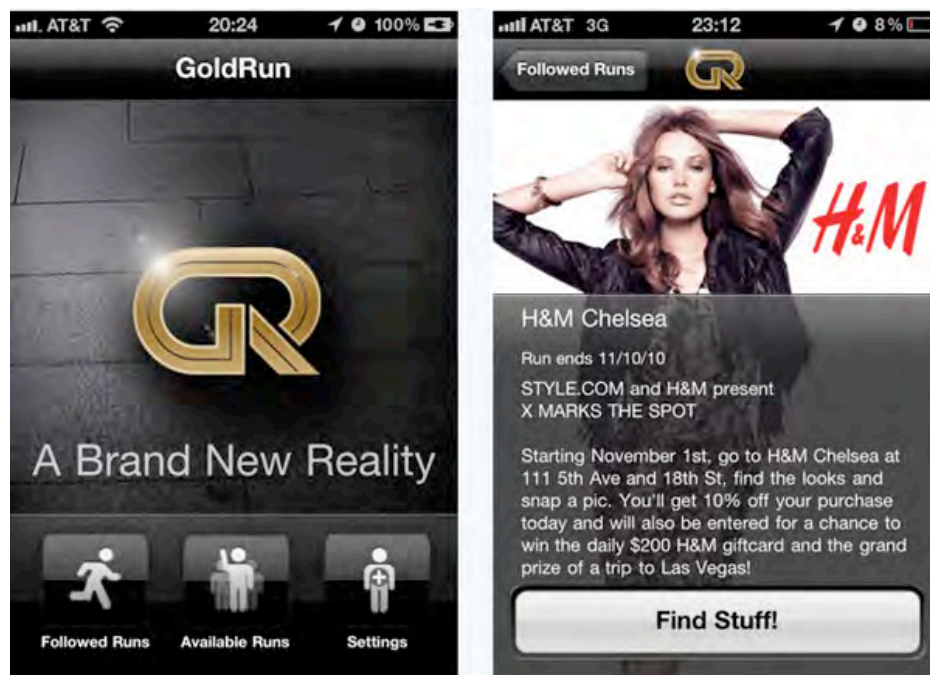 AT&T 20:24 100%
GoldRun
GR
A Brand New Reality
Followed Runs Available Runs Settings
AT&T 3G 23:12 8%
Followed Runs GR
H&M
H&M Chelsea
Run ends 11/10/10
STYLE.COM and H&M present
X MARKS THE SPOT
Starting November 1st, go to H&M Chelsea at
111 5th Ave and 18th St, find the looks and
snap a pic. You'll get 10% off your purchase
today and will also be entered for a chance to
win the daily $200 H&M giftcard and the grand
prize of a trip to Las Vegas!
Find Stuff!